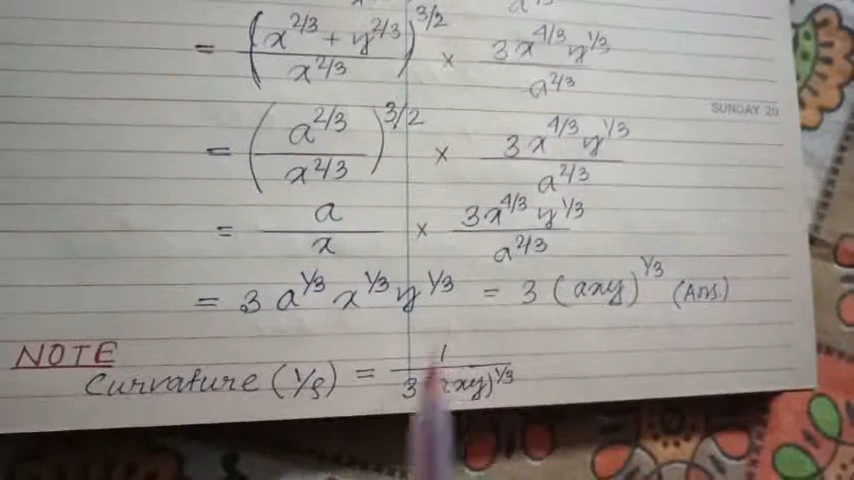 = ((x^2/3 + y^2/3)/x^2/3)^3/2 × 3x^4/3 y^1/3/a^2/3
SUNDAY 20
= (a^2/3/x^2/3)^3/2 × 3x^4/3 y^1/3/a^2/3
= a/x × 3x^4/3 y^1/3/a^2/3
= 3 a^1/3 x^1/3 y^1/3 = 3 (axy)^1/3 (Ans.)
NOTE
Curvature (1/ρ) = 1/3 xy)^1/3